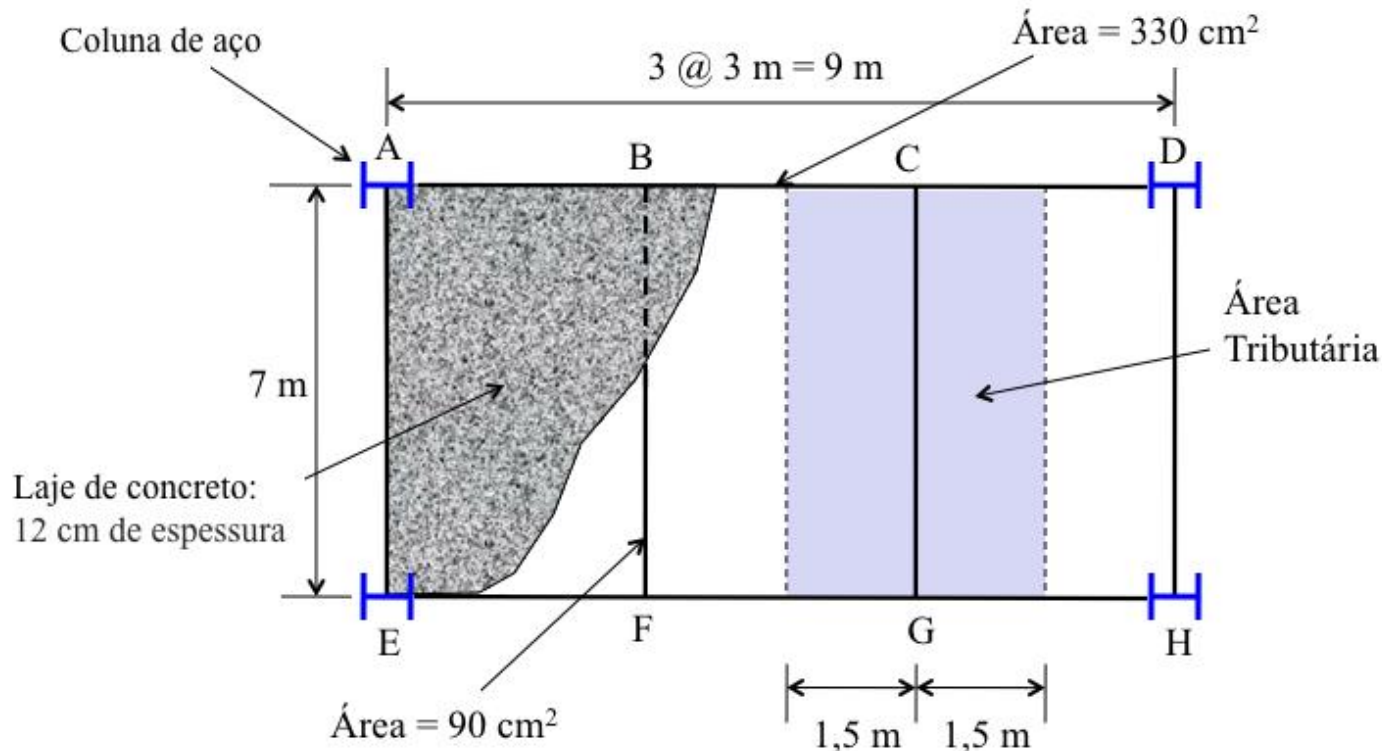 Coluna de aço
Área = 330 cm²
3 @ 3 m = 9 m
A
B
C
D
7 m
Área
Tributária
Laje de concreto:
12 cm de espessura
E
F
G
H
Área = 90 cm²
1,5 m
1,5 m